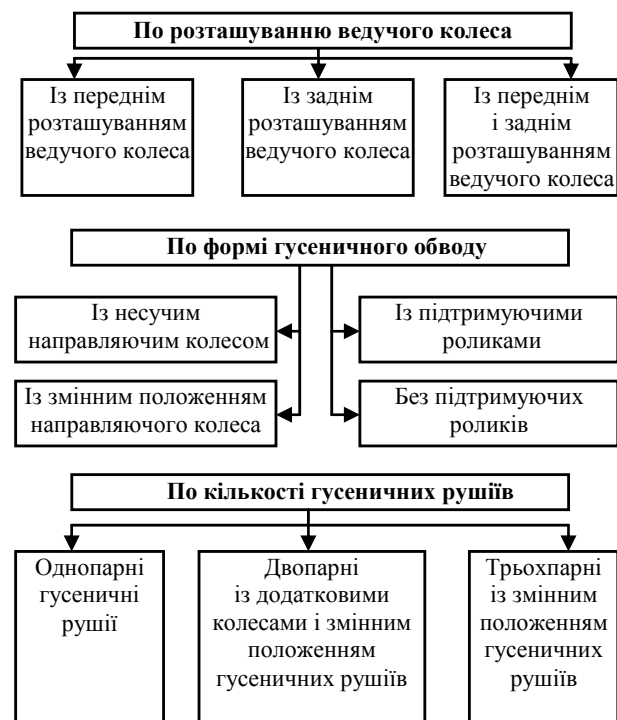 По розташуванню ведучого колеса
Із переднім
розташуванням
ведучого колеса
Із заднім
розташуванням
ведучого колеса
Із переднім
і заднім
розташуванням
ведучого колеса
По формі гусеничного обводу
Із несучим
направляючим колесом
Із підтримуючими
роликами
Із змінним положенням
направляючого колеса
Без підтримуючих
роликів
По кількості гусеничних рушіїв
Однопарні
гусеничні
рушії
Двопарні
із додатковими
колесами і змінним
положенням
гусеничних рушіїв
Трьохпарні
із змінним
положенням
гусеничних
рушіїв